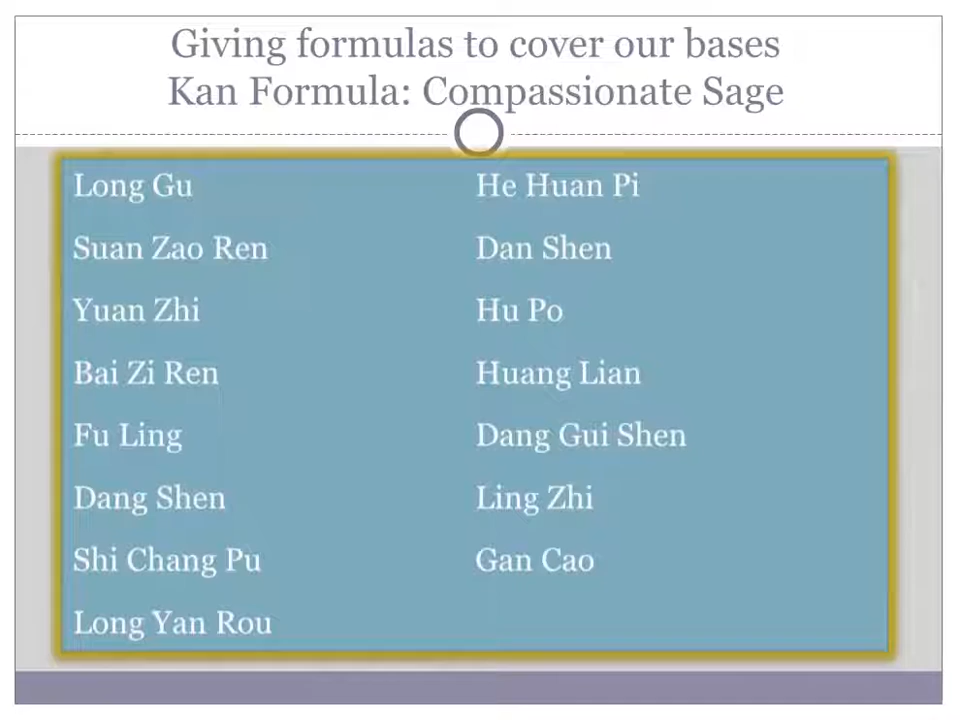 Giving formulas to cover our bases
Kan Formula: Compassionate Sage
Long Gu
Suan Zao Ren
Yuan Zhi
Bai Zi Ren
Fu Ling
Dang Shen
Shi Chang Pu
Long Yan Rou
He Huan Pi
Dan Shen
Hu Po
Huang Lian
Dang Gui Shen
Ling Zhi
Gan Cao